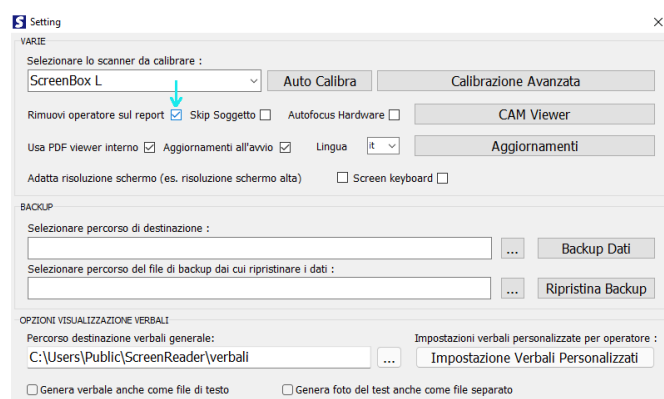 S Setting
VARIE
Selezionare lo scanner da calibrare :
ScreenBox L Auto Calibra Calibrazione Avanzata
Rimuovi operatore sul report Skip Soggetto Autofocus Hardware CAM Viewer
Usa PDF viewer interno Aggiornamenti all'avvio Lingua it Aggiornamenti
Adatta risoluzione schermo (es. risoluzione schermo alta) Screen keyboard
BACKUP
Selezionare percorso di destinazione :
... Backup Dati
Selezionare percorso del file di backup dai cui ripristinare i dati :
... Ripristina Backup
OPZIONI VISUALIZZAZIONE VERBALI
Percorso destinazione verbali generale: Impostazioni verbali personalizzate per operatore :
C:\Users\Public\ScreenReader\verbali ... Impostazione Verbali Personalizzati
Genera verbale anche come file di testo Genera foto del test anche come file separato